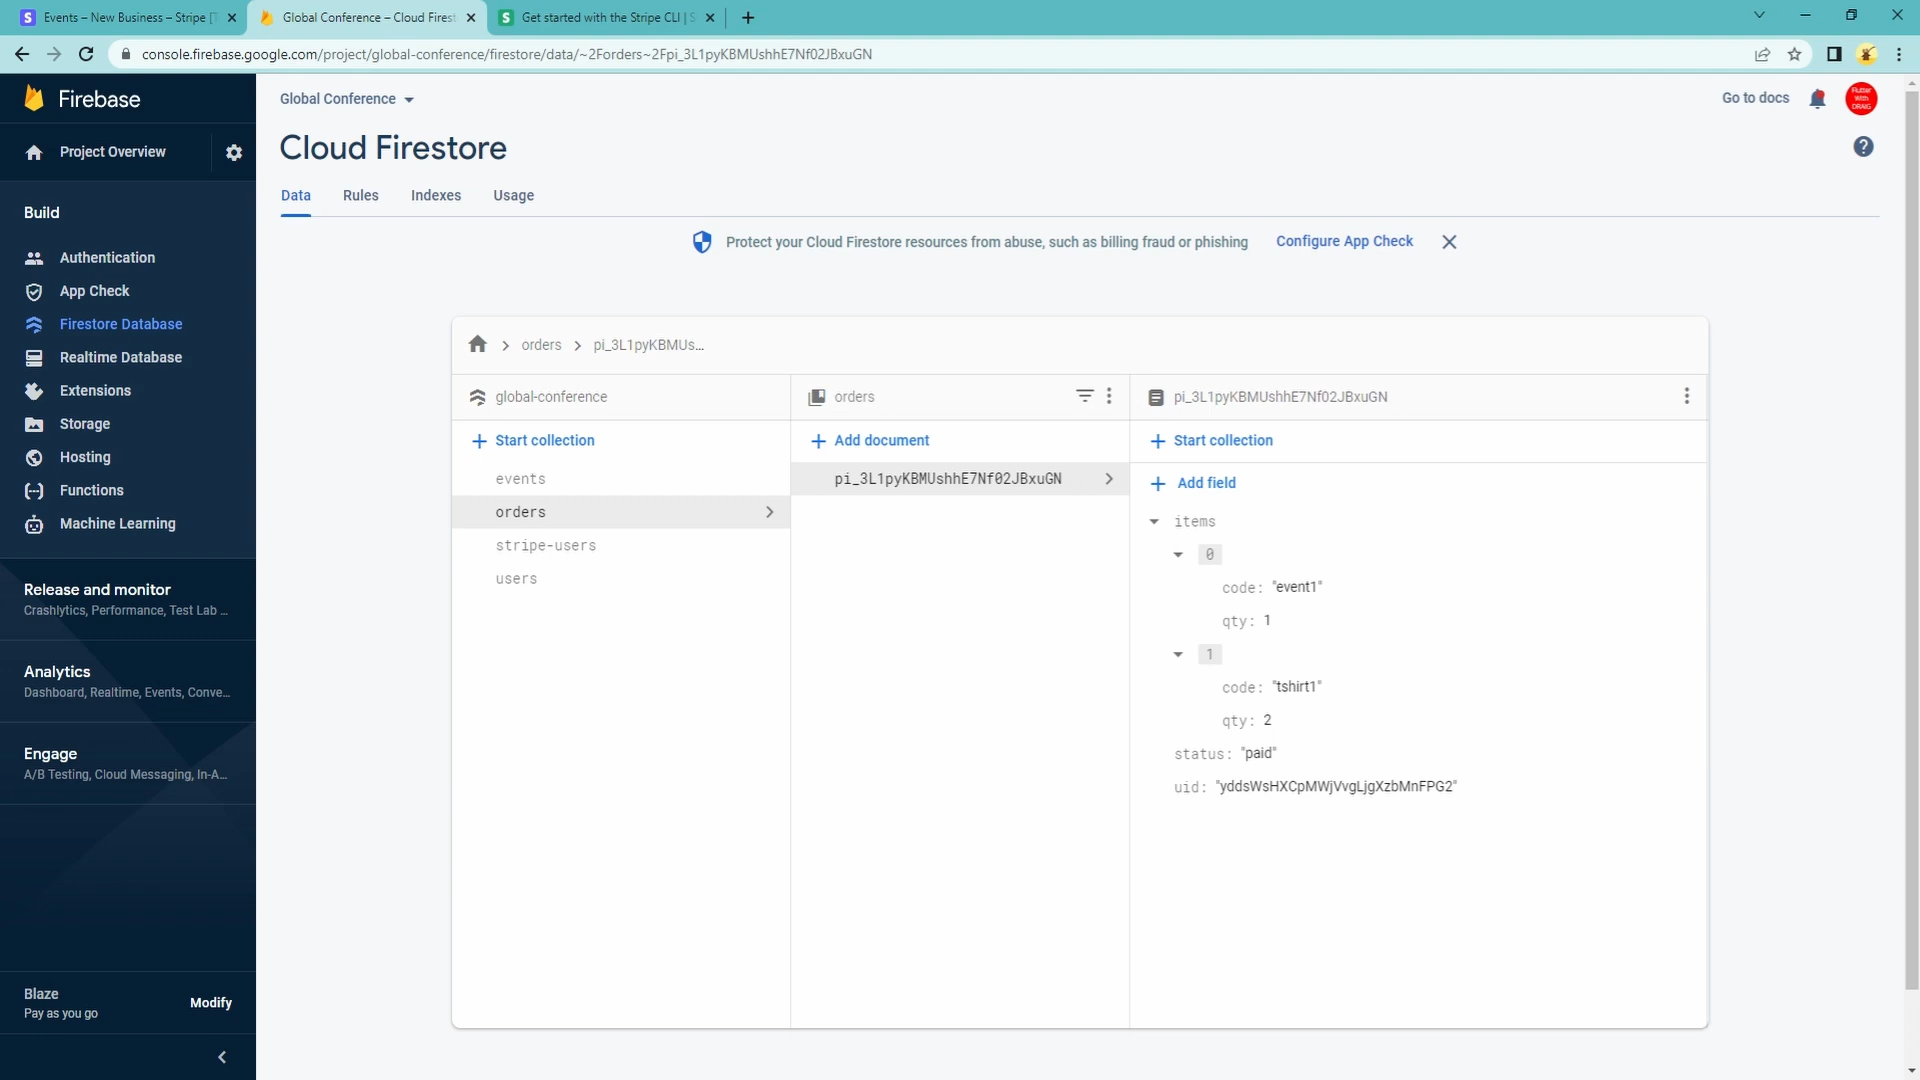 Events – New Business – Stripe [T
Global Conference – Cloud Firest
Get started with the Stripe CLI | S
console.firebase.google.com/project/global-conference/firestore/data/~2Forders~2Fpi_3L1pyKBMUshhE7Nf02JBxuGN
Firebase
Global Conference
Go to docs
Flutter
With
DRAIG
Project Overview
Cloud Firestore
Data
Rules
Indexes
Usage
Build
Authentication
App Check
Firestore Database
Realtime Database
Extensions
Storage
Hosting
Functions
Machine Learning
Release and monitor
Crashlytics, Performance, Test Lab ...
Analytics
Dashboard, Realtime, Events, Conve...
Engage
A/B Testing, Cloud Messaging, In-A...
Blaze
Pay as you go
Modify
Protect your Cloud Firestore resources from abuse, such as billing fraud or phishing
Configure App Check
orders
pi_3L1pyKBMUs...
global-conference
Start collection
events
orders
stripe-users
users
orders
Add document
pi_3L1pyKBMUshhE7Nf02JBxuGN
pi_3L1pyKBMUshhE7Nf02JBxuGN
Start collection
Add field
items
0
code: "event1"
qty: 1
1
code: "tshirt1"
qty: 2
status: "paid"
uid: "yddsWsHXCpMWjVvgLjgXzbMnFPG2"